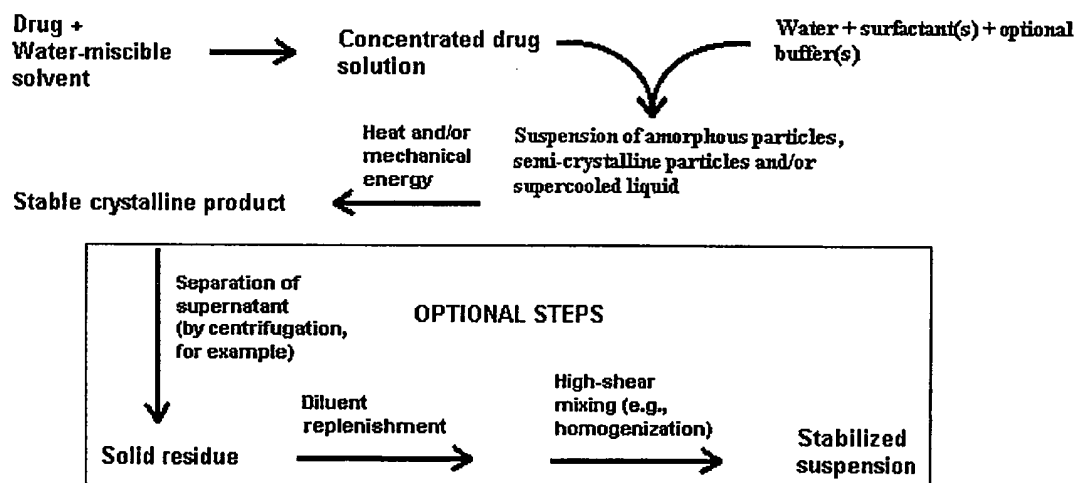 Drug +
Water-miscible
solvent
Concentrated drug
solution
Water + surfactant(s) + optional
buffer(s)
Suspension of amorphous particles,
semi-crystalline particles and/or
supercooled liquid
Heat and/or
mechanical
energy
Stable crystalline product
Separation of
supernatant
(by centrifugation,
for example)
OPTIONAL STEPS
Solid residue
Diluent
replenishment
High-shear
mixing (e.g.,
homogenization)
Stabilized
suspension